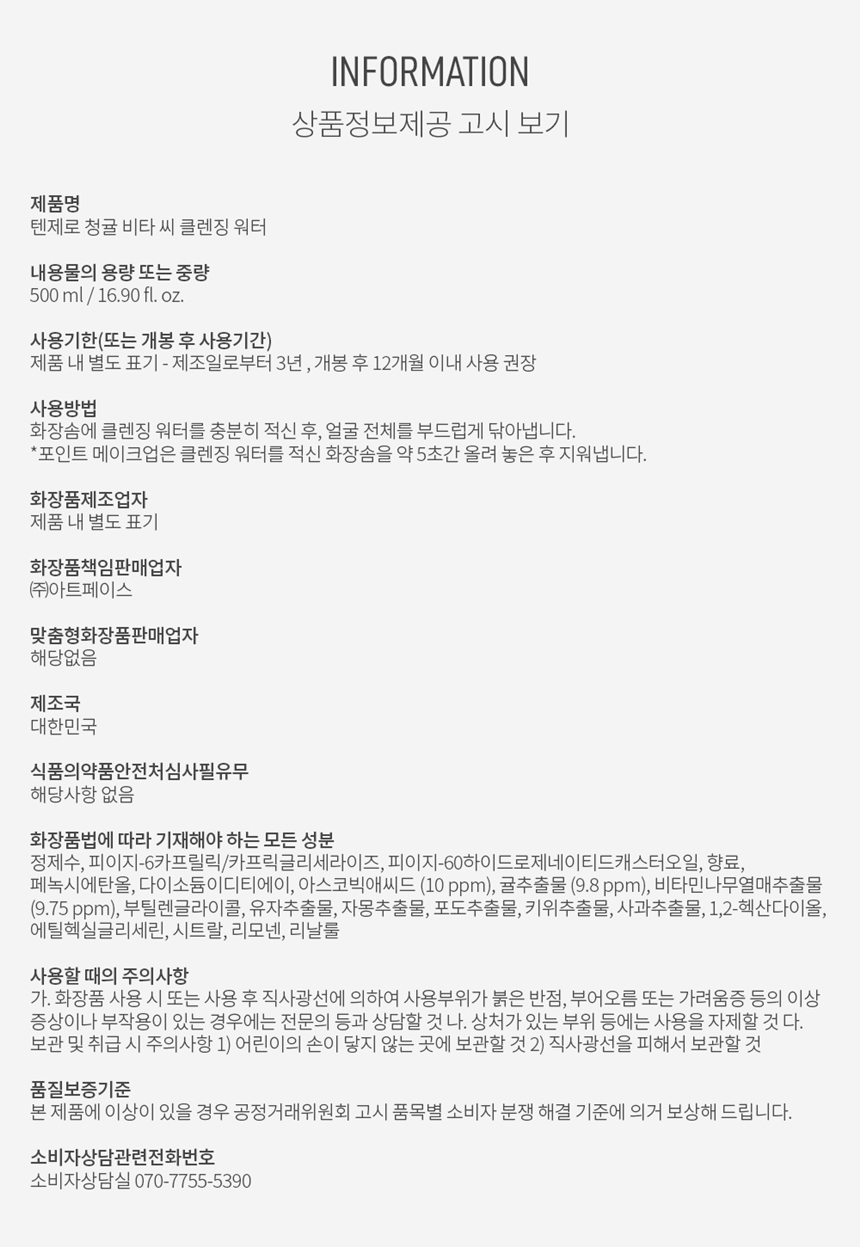 INFORMATION
상품정보제공 고시 보기
제품명
텐제로 청귤 비타 씨 클렌징 워터
내용물의 용량 또는 중량
500 ml / 16.90 fl. oz.
사용기한(또는 개봉 후 사용기간)
제품 내 별도 표기 - 제조일로부터 3년 , 개봉 후 12개월 이내 사용 권장
사용방법
화장솜에 클렌징 워터를 충분히 적신 후, 얼굴 전체를 부드럽게 닦아냅니다.
*포인트 메이크업은 클렌징 워터를 적신 화장솜을 약 5초간 올려 놓은 후 지워냅니다.
화장품제조업자
제품 내 별도 표기
화장품책임판매업자
㈜아트페이스
맞춤형화장품판매업자
해당없음
제조국
대한민국
식품의약품안전처심사필유무
해당사항 없음
화장품법에 따라 기재해야 하는 모든 성분
정제수, 피이지-6카프릴릭/카프릭글리세라이즈, 피이지-60하이드로제네이티드캐스터오일, 향료,
페녹시에탄올, 다이소듐이디티에이, 아스코빅애씨드 (10 ppm), 귤추출물 (9.8 ppm), 비타민나무열매추출물
(9.75 ppm), 부틸렌글라이콜, 유자추출물, 자몽추출물, 포도추출물, 키위추출물, 사과추출물, 1,2-헥산다이올,
에틸헥실글리세린, 시트랄, 리모넨, 리날룰
사용할 때의 주의사항
가. 화장품 사용 시 또는 사용 후 직사광선에 의하여 사용부위가 붉은 반점, 부어오름 또는 가려움증 등의 이상
증상이나 부작용이 있는 경우에는 전문의 등과 상담할 것 나. 상처가 있는 부위 등에는 사용을 자제할 것 다.
보관 및 취급 시 주의사항 1) 어린이의 손이 닿지 않는 곳에 보관할 것 2) 직사광선을 피해서 보관할 것
품질보증기준
본 제품에 이상이 있을 경우 공정거래위원회 고시 품목별 소비자 분쟁 해결 기준에 의거 보상해 드립니다.
소비자상담관련전화번호
소비자상담실 070-7755-5390